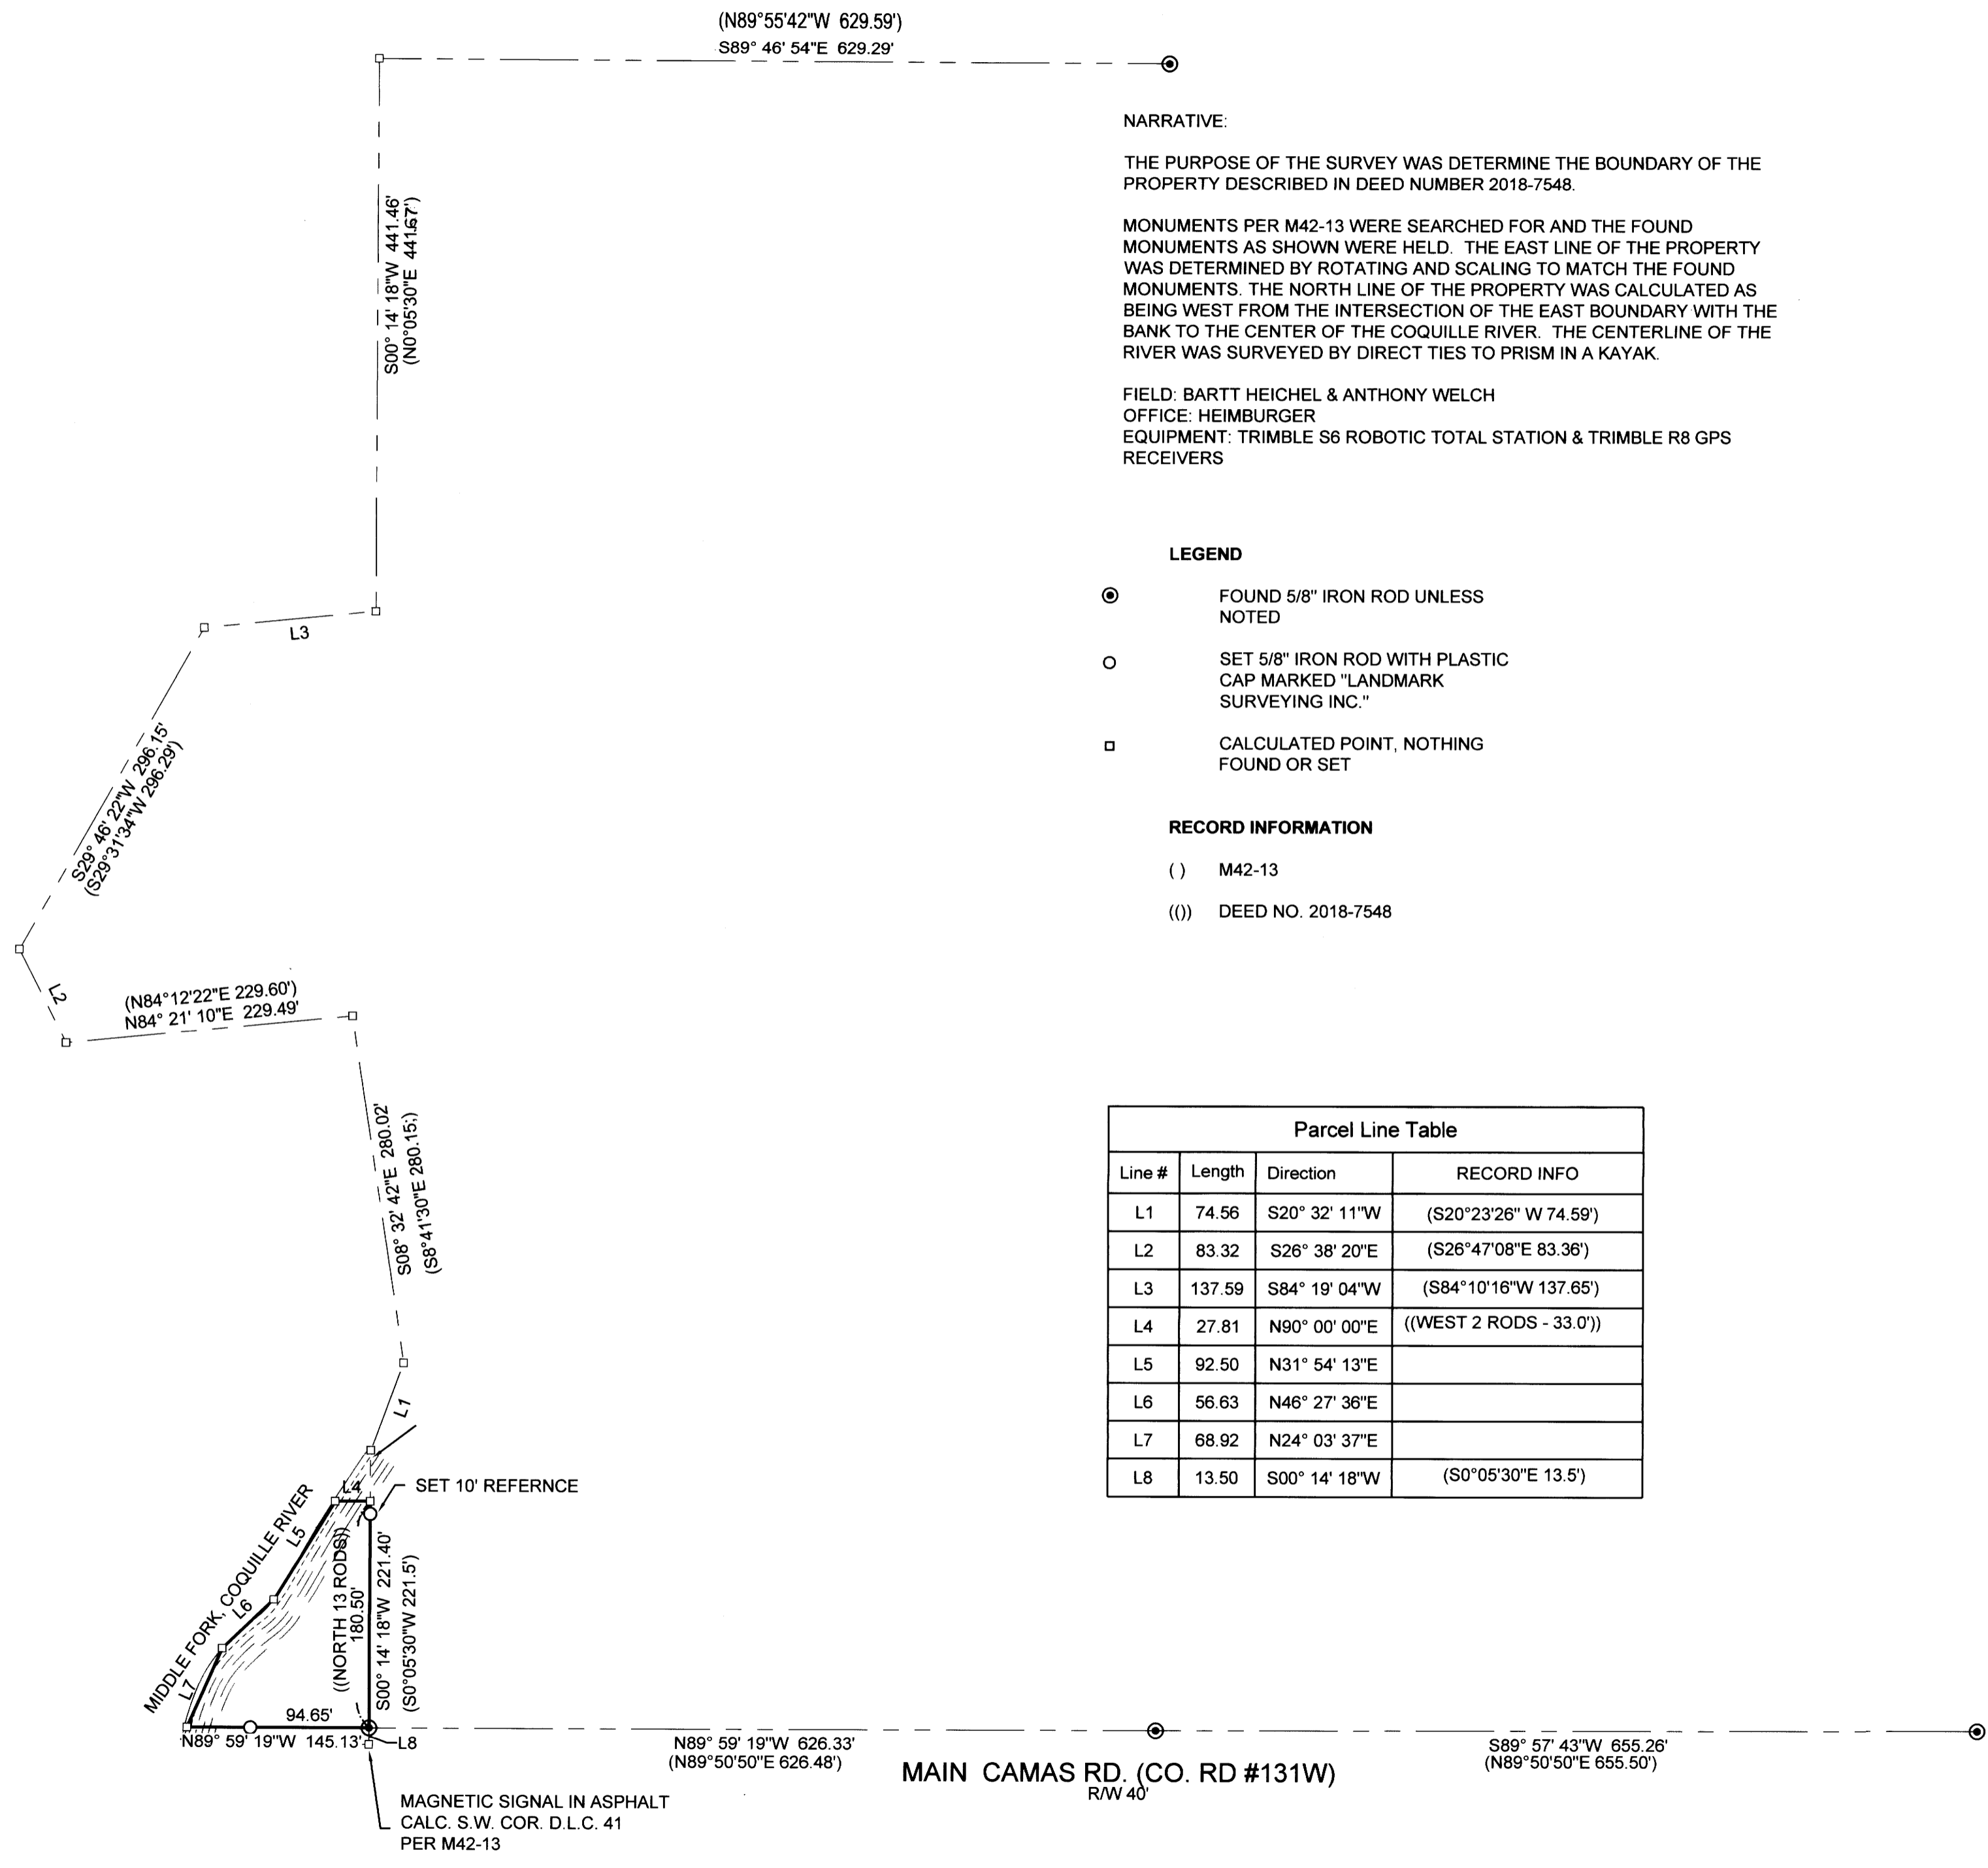 (N89°55'42"W 629.59')
S89° 46' 54"E 629.29'
S00° 14' 18"W 441.46'
(N0°05'30"E 441.67')
NARRATIVE:
THE PURPOSE OF THE SURVEY WAS DETERMINE THE BOUNDARY OF THE
PROPERTY DESCRIBED IN DEED NUMBER 2018-7548.
MONUMENTS PER M42-13 WERE SEARCHED FOR AND THE FOUND
MONUMENTS AS SHOWN WERE HELD. THE EAST LINE OF THE PROPERTY
WAS DETERMINED BY ROTATING AND SCALING TO MATCH THE FOUND
MONUMENTS. THE NORTH LINE OF THE PROPERTY WAS CALCULATED AS
BEING WEST FROM THE INTERSECTION OF THE EAST BOUNDARY WITH THE
BANK TO THE CENTER OF THE COQUILLE RIVER. THE CENTERLINE OF THE
RIVER WAS SURVEYED BY DIRECT TIES TO PRISM IN A KAYAK.
FIELD: BARTT HEICHEL & ANTHONY WELCH
OFFICE: HEIMBURGER
EQUIPMENT: TRIMBLE S6 ROBOTIC TOTAL STATION & TRIMBLE R8 GPS
RECEIVERS
LEGEND
FOUND 5/8" IRON ROD UNLESS
NOTED
SET 5/8" IRON ROD WITH PLASTIC
CAP MARKED "LANDMARK
SURVEYING INC."
CALCULATED POINT, NOTHING
FOUND OR SET
RECORD INFORMATION
( ) M42-13
(()) DEED NO. 2018-7548
L3
S29° 46' 22"W 296.15'
(S29°31'34"W 296.29')
L2
(N84°12'22"E 229.60')
N84° 21' 10"E 229.49'
S08° 32' 42"E 280.02'
(S8°41'30"E 280.15;)
L1
Parcel Line Table
Line # Length Direction RECORD INFO
L1 74.56 S20° 32' 11"W (S20°23'26" W 74.59')
L2 83.32 S26° 38' 20"E (S26°47'08"E 83.36')
L3 137.59 S84° 19' 04"W (S84°10'16"W 137.65')
L4 27.81 N90° 00' 00"E ((WEST 2 RODS - 33.0'))
L5 92.50 N31° 54' 13"E
L6 56.63 N46° 27' 36"E
L7 68.92 N24° 03' 37"E
L8 13.50 S00° 14' 18"W (S0°05'30"E 13.5')
L4
SET 10' REFERNCE
MIDDLE FORK, COQUILLE RIVER
L5
L6
L7
((NORTH 13 RODS))
180.50'
S00° 14' 18"W 221.40'
(S0°05'30"W 221.5')
94.65'
N89° 59' 19"W 145.13'
L8
N89° 59' 19"W 626.33'
(N89°50'50"E 626.48')
S89° 57' 43"W 655.26'
(N89°50'50"E 655.50')
MAIN CAMAS RD. (CO. RD #131W)
R/W 40'
MAGNETIC SIGNAL IN ASPHALT
CALC. S.W. COR. D.L.C. 41
PER M42-13